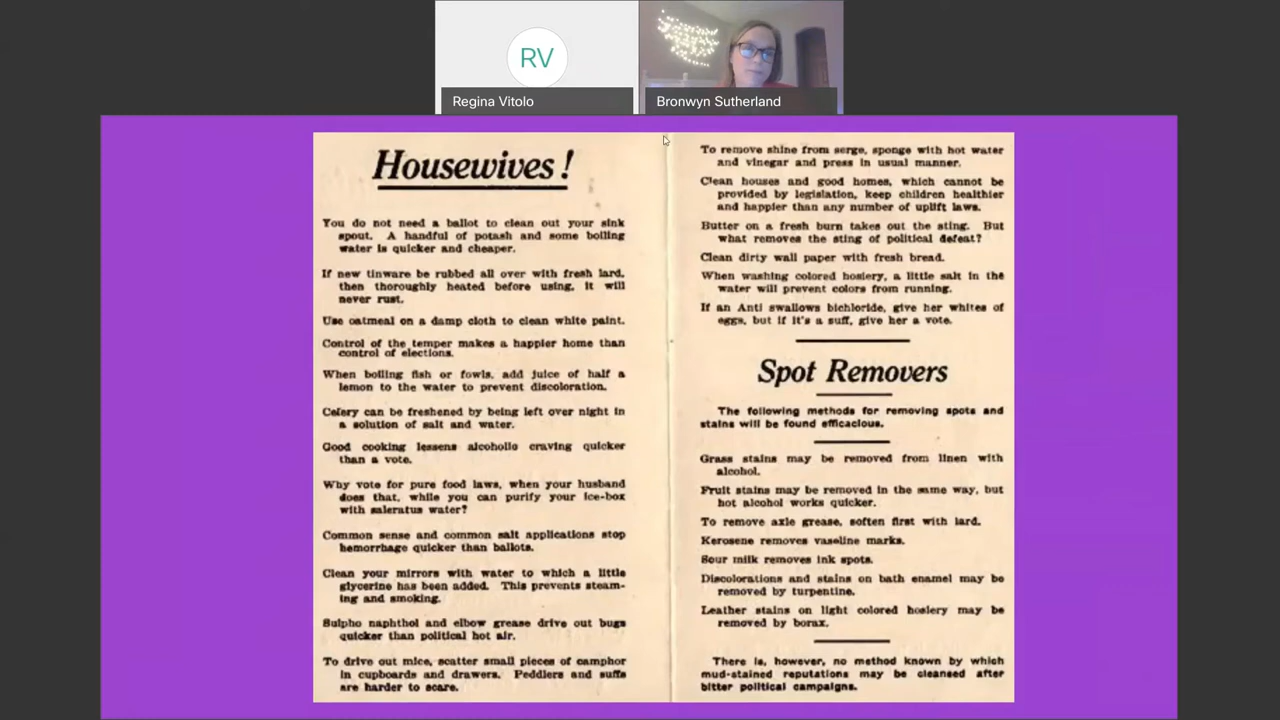 RV
Regina Vitolo
Bronwyn Sutherland
Housewives!
You do not need a ballot to clean out your sink
spout. A handful of potash and some boiling
water is quicker and cheaper.
If new tinware be rubbed all over with fresh lard,
then thoroughly heated before using, it will
never rust.
Use oatmeal on a damp cloth to clean white paint.
Control of the temper makes a happier home than
control of elections.
When boiling fish or fowls, add juice of half a
lemon to the water to prevent discoloration.
Celery can be freshened by being left over night in
a solution of salt and water.
Good cooking lessens alcoholic craving quicker
than a vote.
Why vote for pure food laws, when your husband
does that, while you can purify your ice-box
with saleratus water?
Common sense and common salt applications stop
hemorrhage quicker than ballots.
Clean your mirrors with water to which a little
glycerine has been added. This prevents steam-
ing and smoking.
Sulpho naphthol and elbow grease drive out bugs
quicker than political hot air.
To drive out mice, scatter small pieces of camphor
in cupboards and drawers. Peddlers and suffs
are harder to scare.
To remove shine from serge, sponge with hot water
and vinegar and press in usual manner.
Clean houses and good homes, which cannot be
provided by legislation, keep children healthier
and happier than any number of uplift laws.
Butter on a fresh burn takes out the sting. But
what removes the sting of political defeat?
Clean dirty wall paper with fresh bread.
When washing colored hosiery, a little salt in the
water will prevent colors from running.
If an Anti swallows bichloride, give her whites of
eggs, but if it's a suff, give her a vote.
Spot Removers
The following methods for removing spots and
stains will be found efficacious.
Grass stains may be removed from linen with
alcohol.
Fruit stains may be removed in the same way, but
hot alcohol works quicker.
To remove axle grease, soften first with lard.
Kerosene removes vaseline marks.
Sour milk removes ink spots.
Discolorations and stains on bath enamel may be
removed by turpentine.
Leather stains on light colored hosiery may be
removed by borax.
There is, however, no method known by which
mud-stained reputations may be cleansed after
bitter political campaigns.